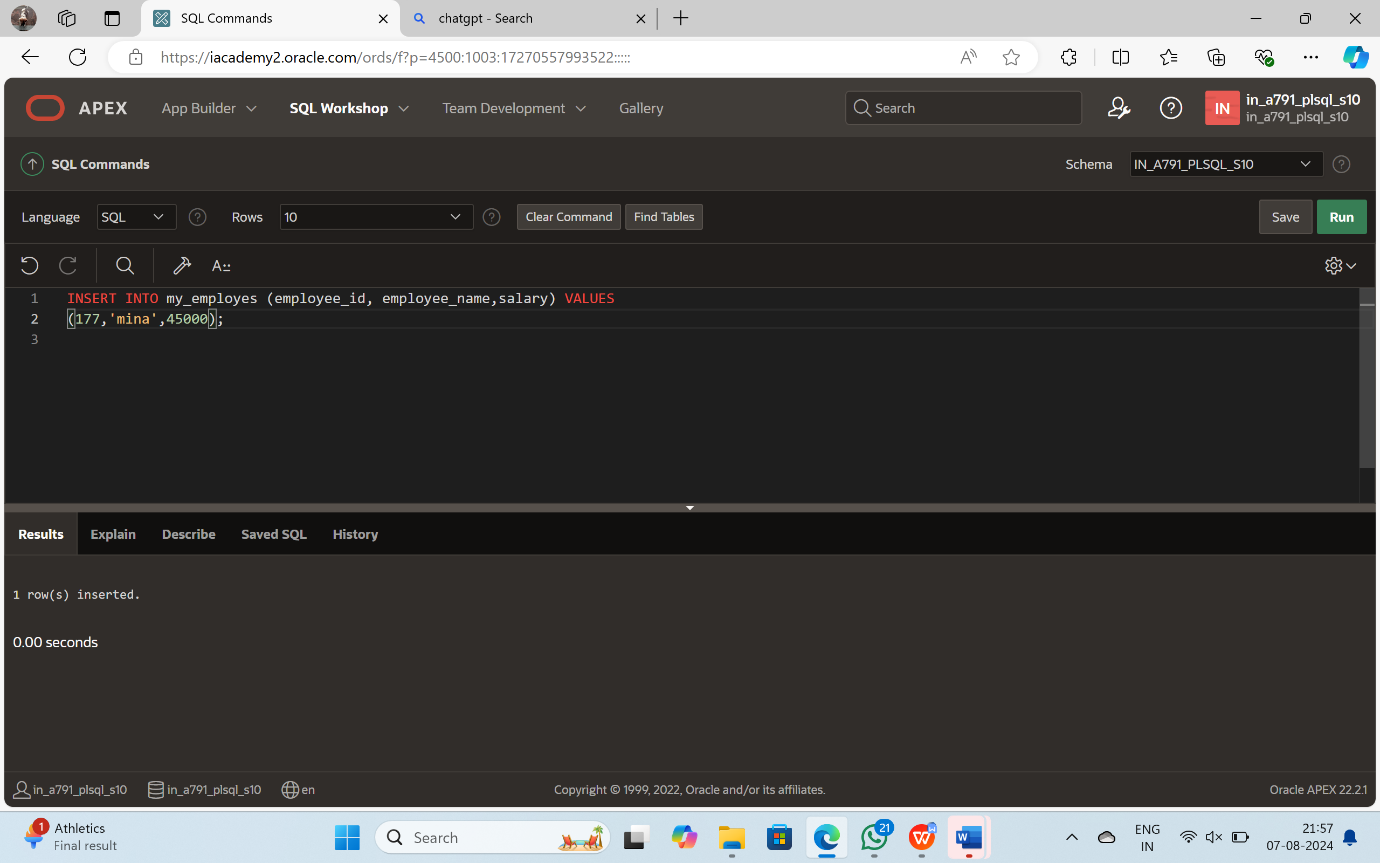 SQL Commands
chatgpt - Search
https://iacademy2.oracle.com/ords/f?p=4500:1003:17270557993522:::::
APEX App Builder SQL Workshop Team Development Gallery Search IN in_a791_plsql_s10
in_a791_plsql_s10
SQL Commands Schema IN_A791_PLSQL_S10
Language SQL Rows 10 Clear Command Find Tables Save Run
A
1 INSERT INTO my_employes (employee_id, employee_name,salary) VALUES
2 (177,'mina',45000);
3
Results Explain Describe Saved SQL History
1 row(s) inserted.
0.00 seconds
in_a791_plsql_s10 in_a791_plsql_s10 en Copyright © 1999, 2022, Oracle and/or its affiliates. Oracle APEX 22.2.1
1 Athletics
Final result
Search
21
ENG
IN
21:57
07-08-2024